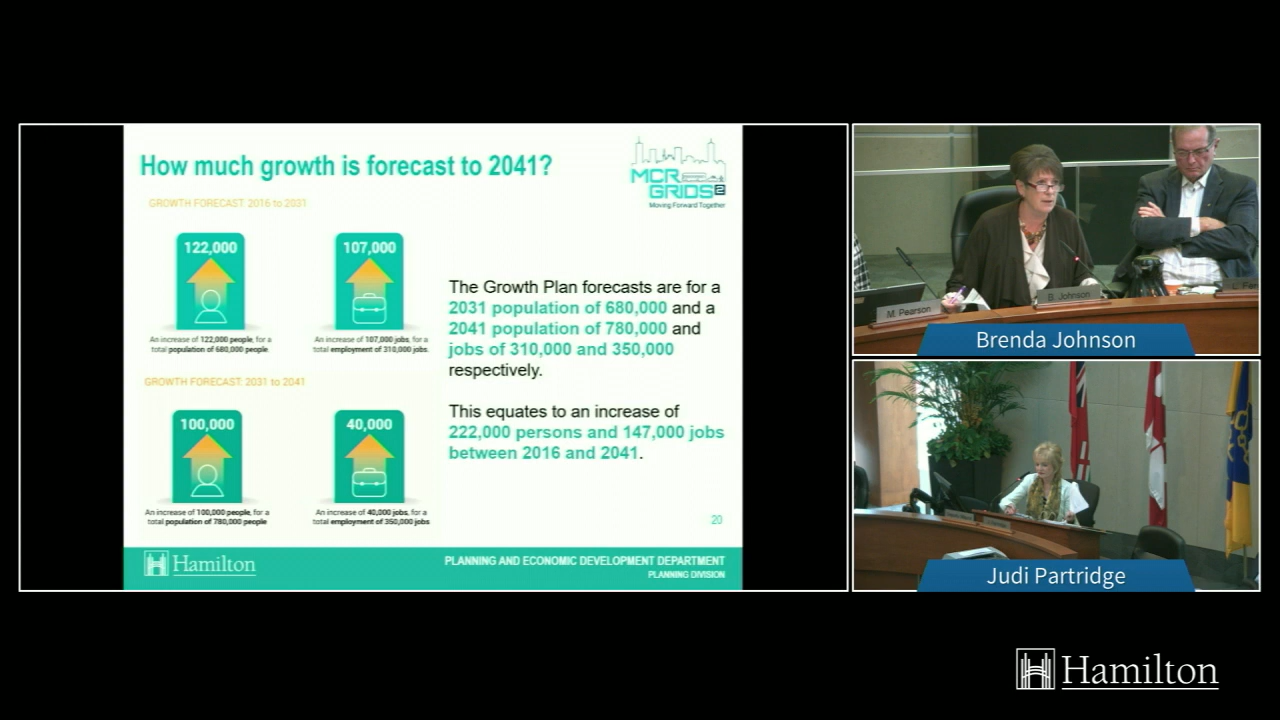 How much growth is forecast to 2041?
MCR
GRIDS2
Moving Forward Together
GROWTH FORECAST: 2016 to 2031
122,000
107,000
An increase of 122,000 people, for a
total population of 680,000 people.
An increase of 107,000 jobs, for a
total employment of 310,000 jobs.
The Growth Plan forecasts are for a
2031 population of 680,000 and a
2041 population of 780,000 and
jobs of 310,000 and 350,000
respectively.
This equates to an increase of
222,000 persons and 147,000 jobs
between 2016 and 2041.
GROWTH FORECAST: 2031 to 2041
100,000
40,000
An increase of 100,000 people, for a
total population of 780,000 people
An increase of 40,000 jobs, for a
total employment of 350,000 jobs
20
Hamilton
PLANNING AND ECONOMIC DEVELOPMENT DEPARTMENT
PLANNING DIVISION
M. Pearson
B. Johnson
Brenda Johnson
Judi Partridge
Hamilton